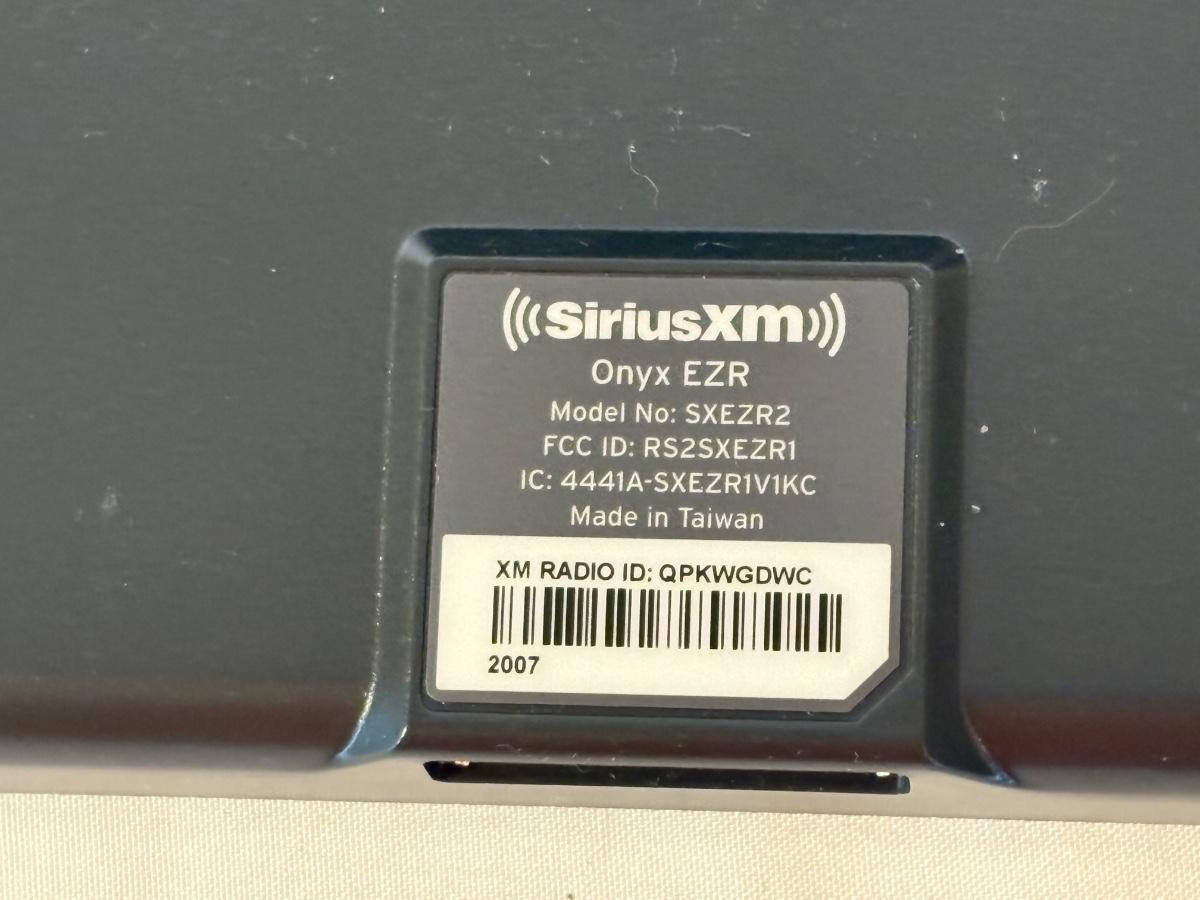 SiriusXM
Onyx EZR
Model No: SXEZR2
FCC ID: RS2SXEZR1
IC: 4441A-SXEZR1V1KC
Made in Taiwan
XM RADIO ID: QPKWGDWC
2007